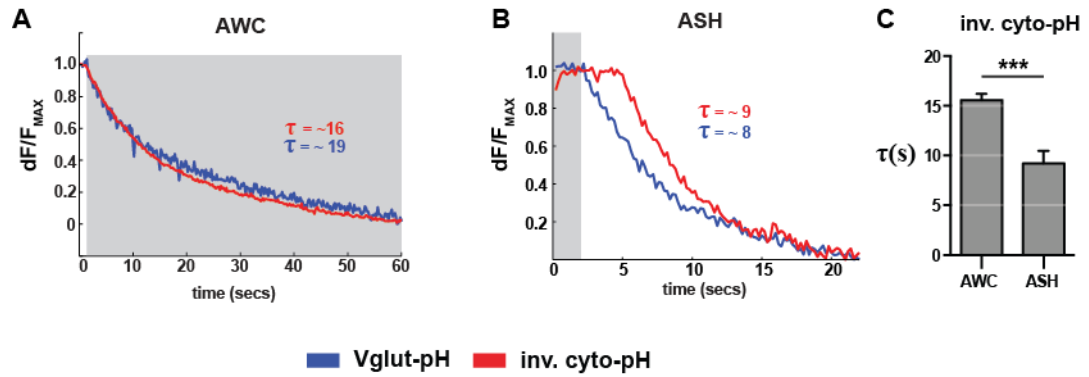 A
AWC
dF/F_MAX
1.0
0.8
0.6
0.4
0.2
0
τ = ~16
τ = ~ 19
0 10 20 30 40 50 60
time (secs)
B
ASH
dF/F_MAX
1.0
0.8
0.6
0.4
0.2
τ = ~ 9
τ = ~ 8
0 5 10 15 20
time (secs)
C
inv. cyto-pH
***
τ(s)
20
15
10
5
0
AWC ASH
Vglut-pH inv. cyto-pH